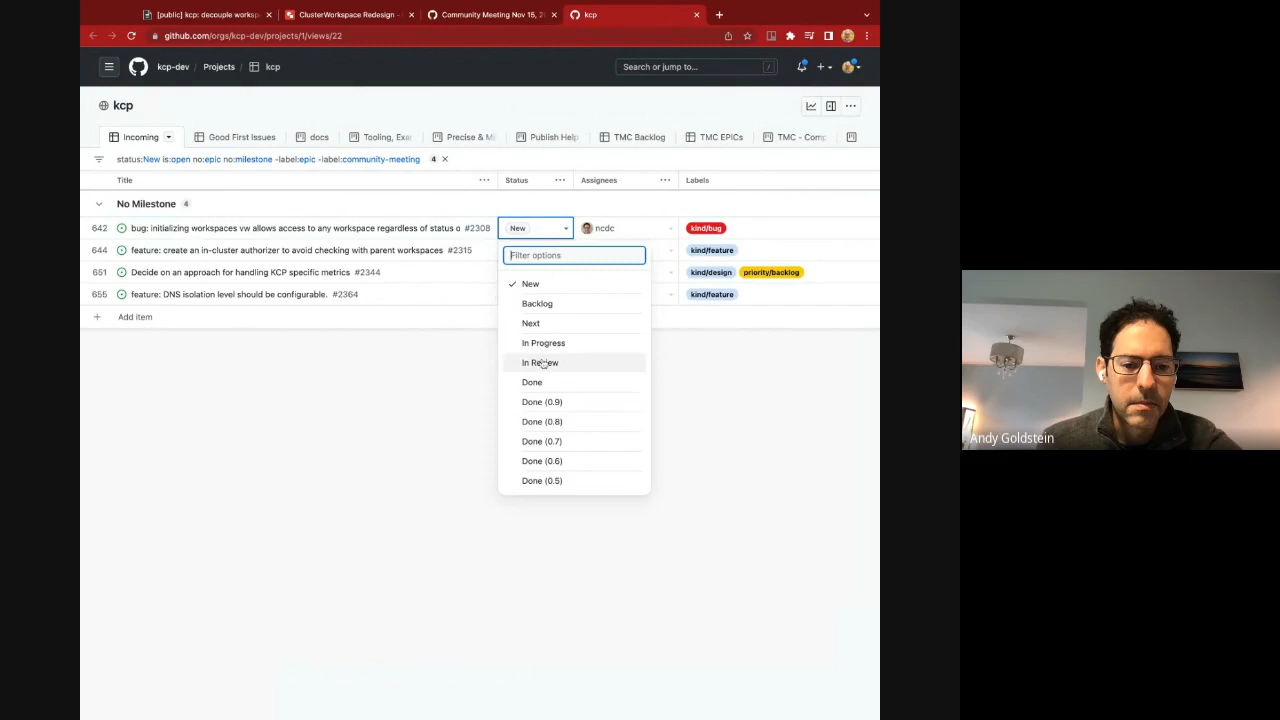 [public] kcp: decouple worksp
ClusterWorkspace Redesign -
Community Meeting Nov 15, 2
kcp
github.com/orgs/kcp-dev/projects/1/views/22
kcp-dev / Projects / kcp
Search or jump to...
/
kcp
Incoming
Good First Issues
docs
Tooling, Exa
Precise & Mi
Publish Help
TMC Backlog
TMC EPICs
TMC - Comp
status:New is:open no:epic no:milestone -label:epic -label:community-meeting
4
Title
Status
Assignees
Labels
No Milestone 4
642 bug: initializing workspaces vw allows access to any workspace regardless of status o #2308 New ncdc kind/bug
644 feature: create an in-cluster authorizer to avoid checking with parent workspaces #2315 kind/feature
651 Decide on an approach for handling KCP specific metrics #2344 kind/design priority/backlog
655 feature: DNS isolation level should be configurable. #2364 kind/feature
+ Add item
Filter options
New
Backlog
Next
In Progress
In Review
Done
Done (0.9)
Done (0.8)
Done (0.7)
Done (0.6)
Done (0.5)
Andy Goldstein